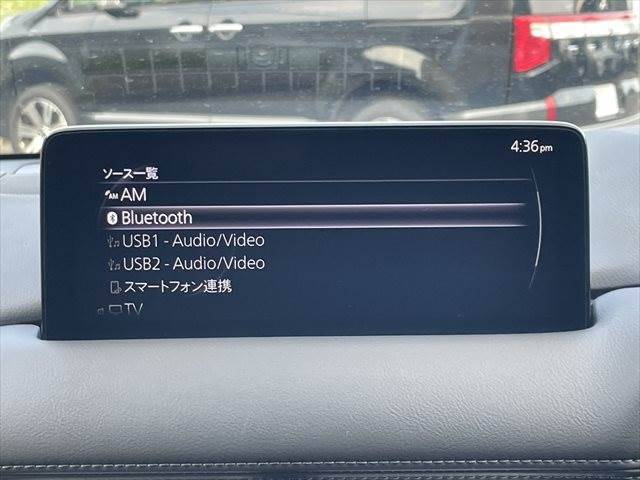 4:36pm
ソース一覧
AM
Bluetooth
USB1 - Audio/Video
USB2 - Audio/Video
スマートフォン連携
TV